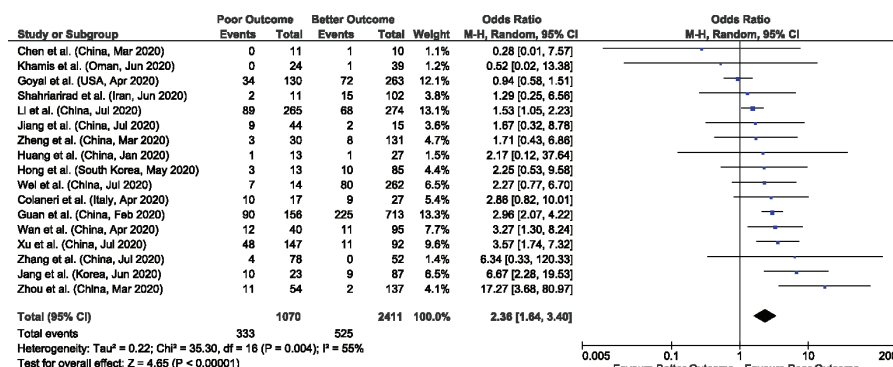 Poor Outcome Better Outcome Odds Ratio Odds Ratio
Study or Subgroup Events Total Events Total Weight M-H, Random, 95% CI M-H, Random, 95% CI
Chen et al. (China, Mar 2020) 0 11 1 10 1.1% 0.28 [0.01, 7.57]
Khamis et al. (Oman, Jun 2020) 0 24 1 39 1.1% 0.52 [0.02, 13.38]
Goyal et al. (USA, Apr 2020) 34 130 72 263 11.9% 0.94 [0.58, 1.51]
Shahriarirad et al. (Iran, Jun 2020) 2 11 15 102 3.8% 1.29 [0.25, 6.56]
Li et al. (China, Jul 2020) 89 265 68 274 13.1% 1.53 [1.05, 2.23]
Jiang et al. (China, Jul 2020) 9 44 2 15 3.6% 1.67 [0.32, 8.78]
Zheng et al. (China, Mar 2020) 3 30 8 131 4.7% 1.71 [0.43, 6.86]
Huang et al. (China, Jan 2020) 1 13 1 27 1.5% 2.17 [0.12, 37.64]
Hong et al. (South Korea, May 2020) 3 13 10 85 4.4% 2.25 [0.53, 9.58]
Wei et al. (China, Jul 2020) 7 14 80 262 6.5% 2.27 [0.77, 6.70]
Colaneri et al. (Italy, Apr 2020) 10 17 9 27 5.4% 2.86 [0.82, 10.01]
Guan et al. (China, Feb 2020) 90 156 225 713 13.3% 2.96 [2.07, 4.22]
Wan et al. (China, Apr 2020) 12 40 11 95 7.7% 3.27 [1.30, 8.24]
Xu et al. (China, Jul 2020) 48 147 11 92 9.6% 3.57 [1.74, 7.32]
Zhang et al. (China, Jul 2020) 4 78 0 52 1.4% 6.34 [0.33, 120.33]
Jang et al. (Korea, Jun 2020) 10 23 9 87 6.6% 6.67 [2.28, 19.53]
Zhou et al. (China, Mar 2020) 11 54 2 137 4.1% 17.27 [3.68, 80.97]
Total (95% CI) 1070 2411 100.0% 2.36 [1.64, 3.40]
Total events 333 525
Heterogeneity: Tau² = 0.22; Chi² = 35.30, df = 16 (P = 0.004); I² = 55%
Test for overall effect: Z = 4.65 (P < 0.00001)
0.005 0.1 1 10 200
Favours Better Outcome Favours Poor Outcome